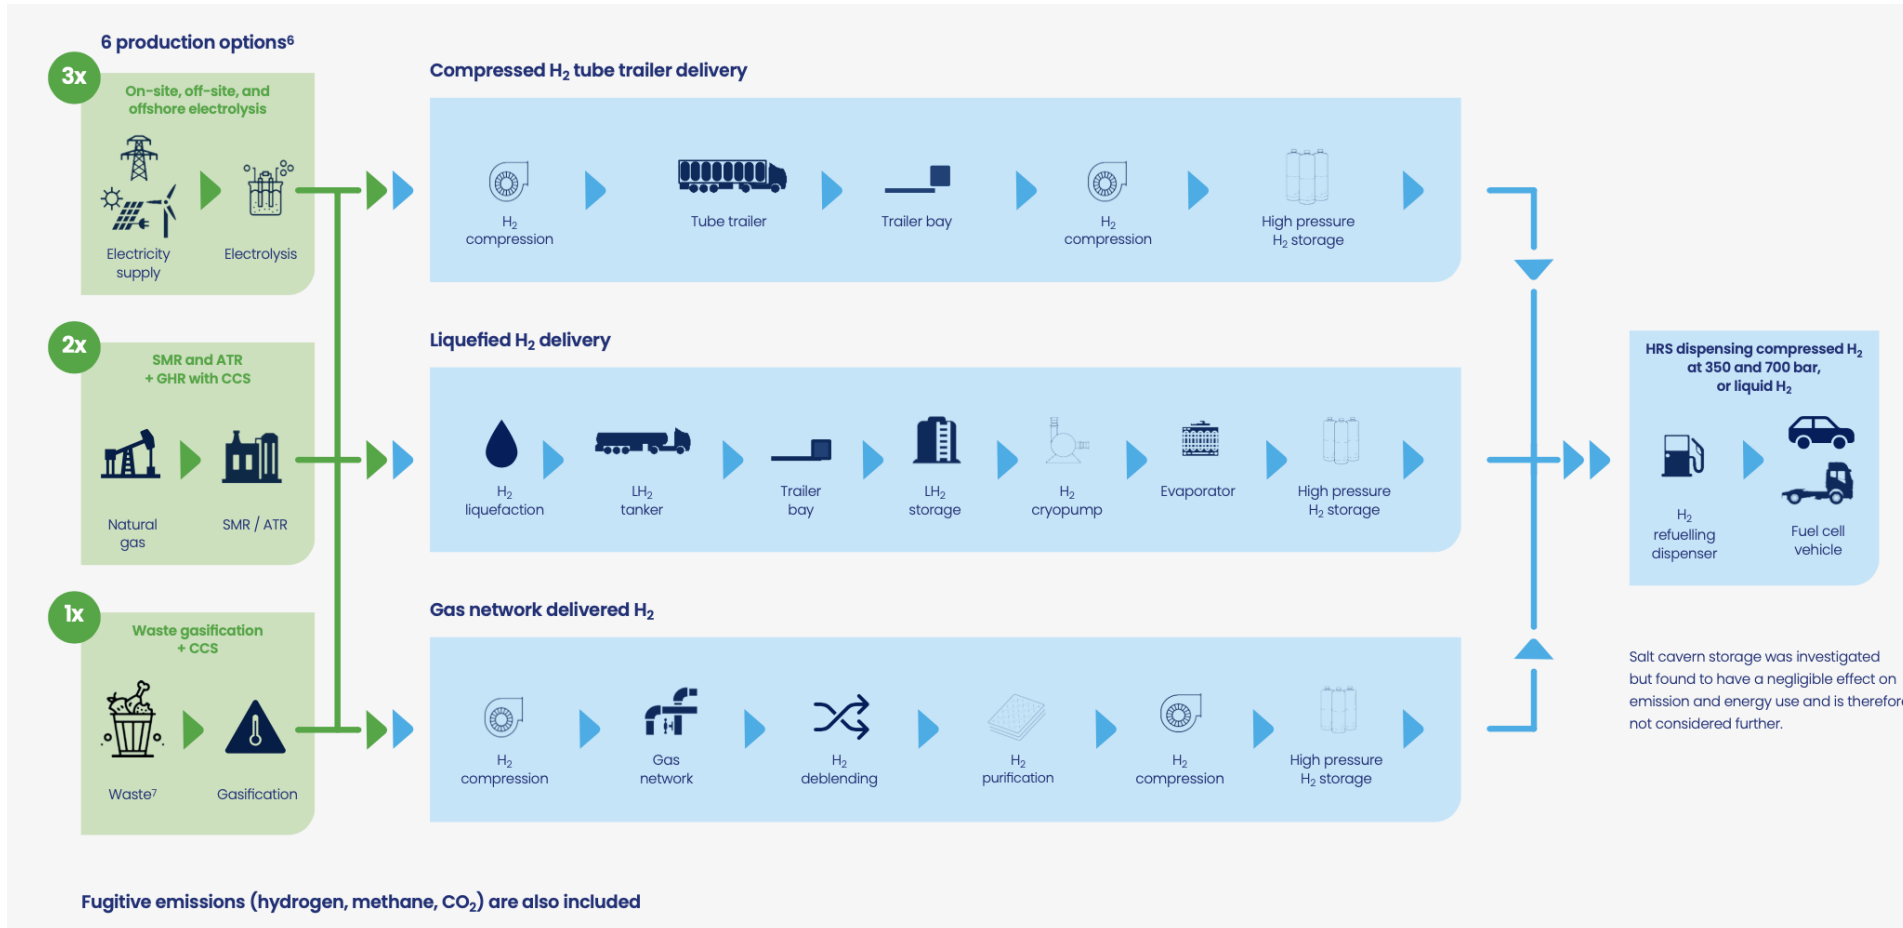 6 production options⁶
3x
On-site, off-site, and
offshore electrolysis
Electricity
supply
Electrolysis
2x
SMR and ATR
+ GHR with CCS
Natural
gas
SMR / ATR
1x
Waste gasification
+ CCS
Waste⁷
Gasification
Compressed H₂ tube trailer delivery
H₂
compression
Tube trailer
Trailer bay
H₂
compression
High pressure
H₂ storage
Liquefied H₂ delivery
H₂
liquefaction
LH₂
tanker
Trailer
bay
LH₂
storage
H₂
cryopump
Evaporator
High pressure
H₂ storage
Gas network delivered H₂
H₂
compression
Gas
network
H₂
deblending
H₂
purification
H₂
compression
High pressure
H₂ storage
HRS dispensing compressed H₂
at 350 and 700 bar,
or liquid H₂
H₂
refuelling
dispenser
Fuel cell
vehicle
Salt cavern storage was investigated
but found to have a negligible effect on
emission and energy use and is therefore
not considered further.
Fugitive emissions (hydrogen, methane, CO₂) are also included